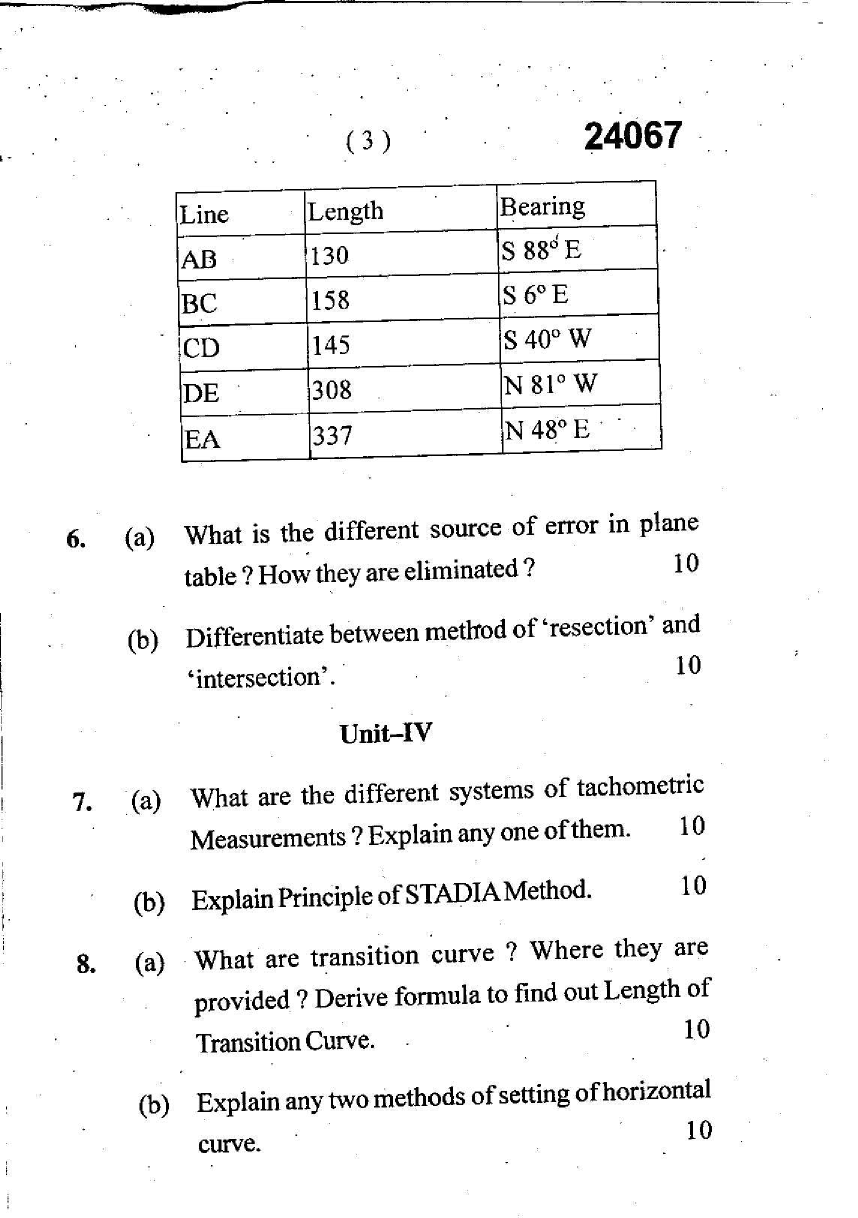 ( 3 )
24067
Line Length Bearing
AB 130 S 88° E
BC 158 S 6° E
CD 145 S 40° W
DE 308 N 81° W
EA 337 N 48° E
6. (a) What is the different source of error in plane
table ? How they are eliminated ? 10
(b) Differentiate between method of ‘resection’ and
‘intersection’. 10
Unit–IV
7. (a) What are the different systems of tachometric
Measurements ? Explain any one of them. 10
(b) Explain Principle of STADIA Method. 10
8. (a) What are transition curve ? Where they are
provided ? Derive formula to find out Length of
Transition Curve. 10
(b) Explain any two methods of setting of horizontal
curve. 10